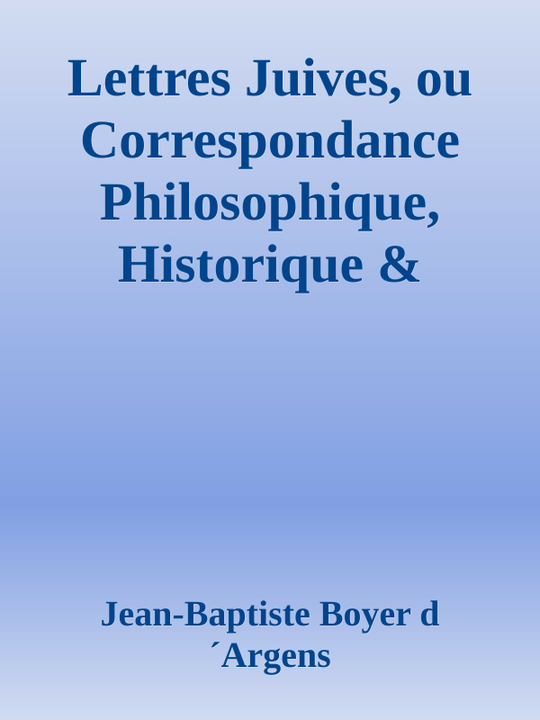 Lettres Juives, ou
Correspondance
Philosophique,
Historique &
Jean-Baptiste Boyer d
´Argens